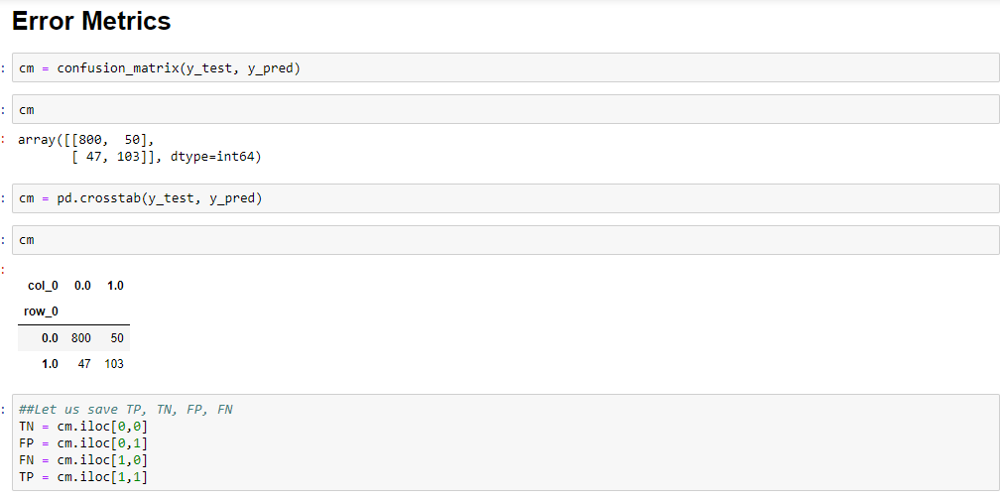 Error Metrics
: cm = confusion_matrix(y_test, y_pred)
: cm
: array([[800,  50],
       [ 47, 103]], dtype=int64)
: cm = pd.crosstab(y_test, y_pred)
: cm
:
col_0 0.0 1.0
row_0
0.0 800 50
1.0 47 103
: ##Let us save TP, TN, FP, FN
TN = cm.iloc[0,0]
FP = cm.iloc[0,1]
FN = cm.iloc[1,0]
TP = cm.iloc[1,1]